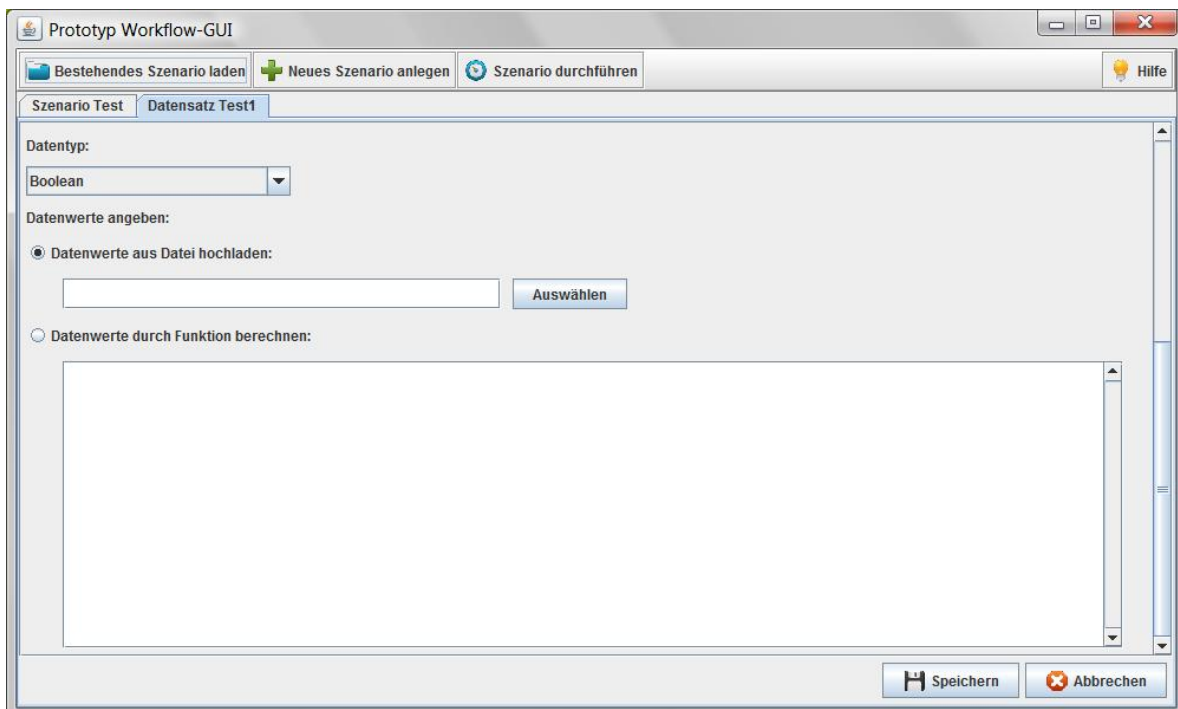 Prototyp Workflow-GUI
Bestehendes Szenario laden Neues Szenario anlegen Szenario durchführen Hilfe
Szenario Test Datensatz Test1
Datentyp:
Boolean
Datenwerte angeben:
Datenwerte aus Datei hochladen:
Auswählen
Datenwerte durch Funktion berechnen:
Speichern Abbrechen